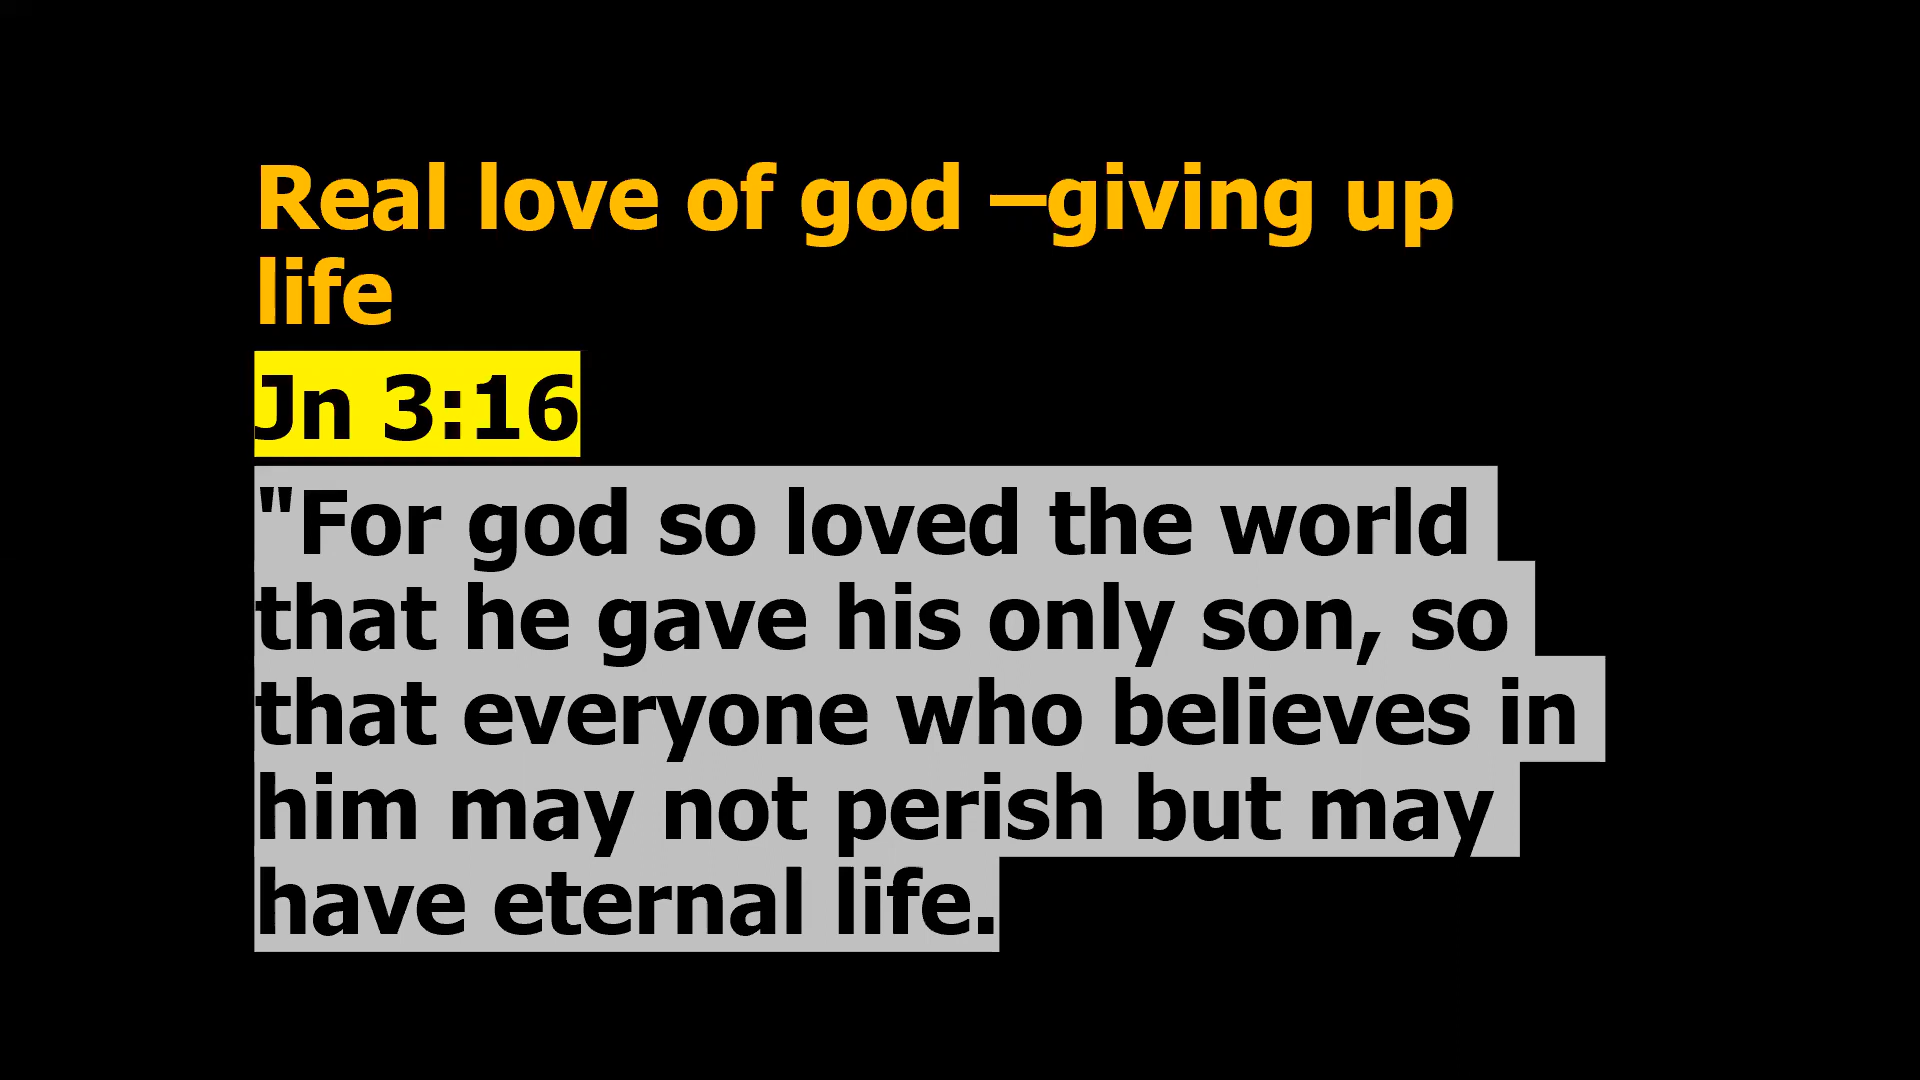 Real love of god –giving up
life
Jn 3:16
"For god so loved the world
that he gave his only son, so
that everyone who believes in
him may not perish but may
have eternal life.